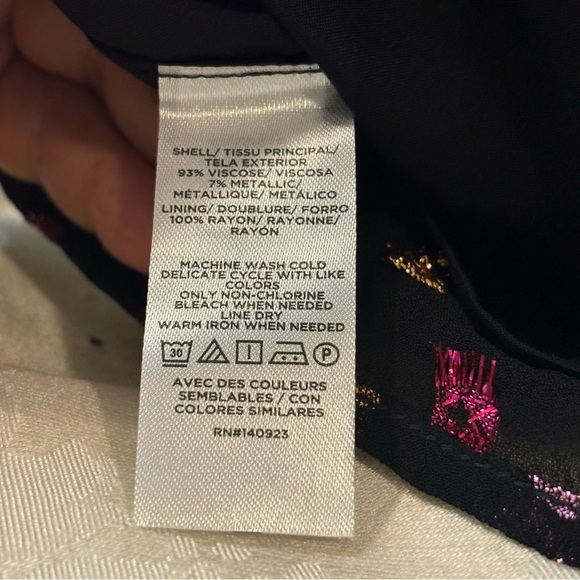 SHELL/ TISSU PRINCIPAL/
TELA EXTERIOR
93% VISCOSE/ VISCOSA
7% METALLIC/
MÉTALLIQUE/ METÁLICO
LINING/ DOUBLURE/ FORRO
100% RAYON/ RAYONNE/
RAYÓN
MACHINE WASH COLD
DELICATE CYCLE WITH LIKE
COLORS
ONLY NON-CHLORINE
BLEACH WHEN NEEDED
LINE DRY
WARM IRON WHEN NEEDED
30 P
AVEC DES COULEURS
SEMBLABLES / CON
COLORES SIMILARES
RN#140923